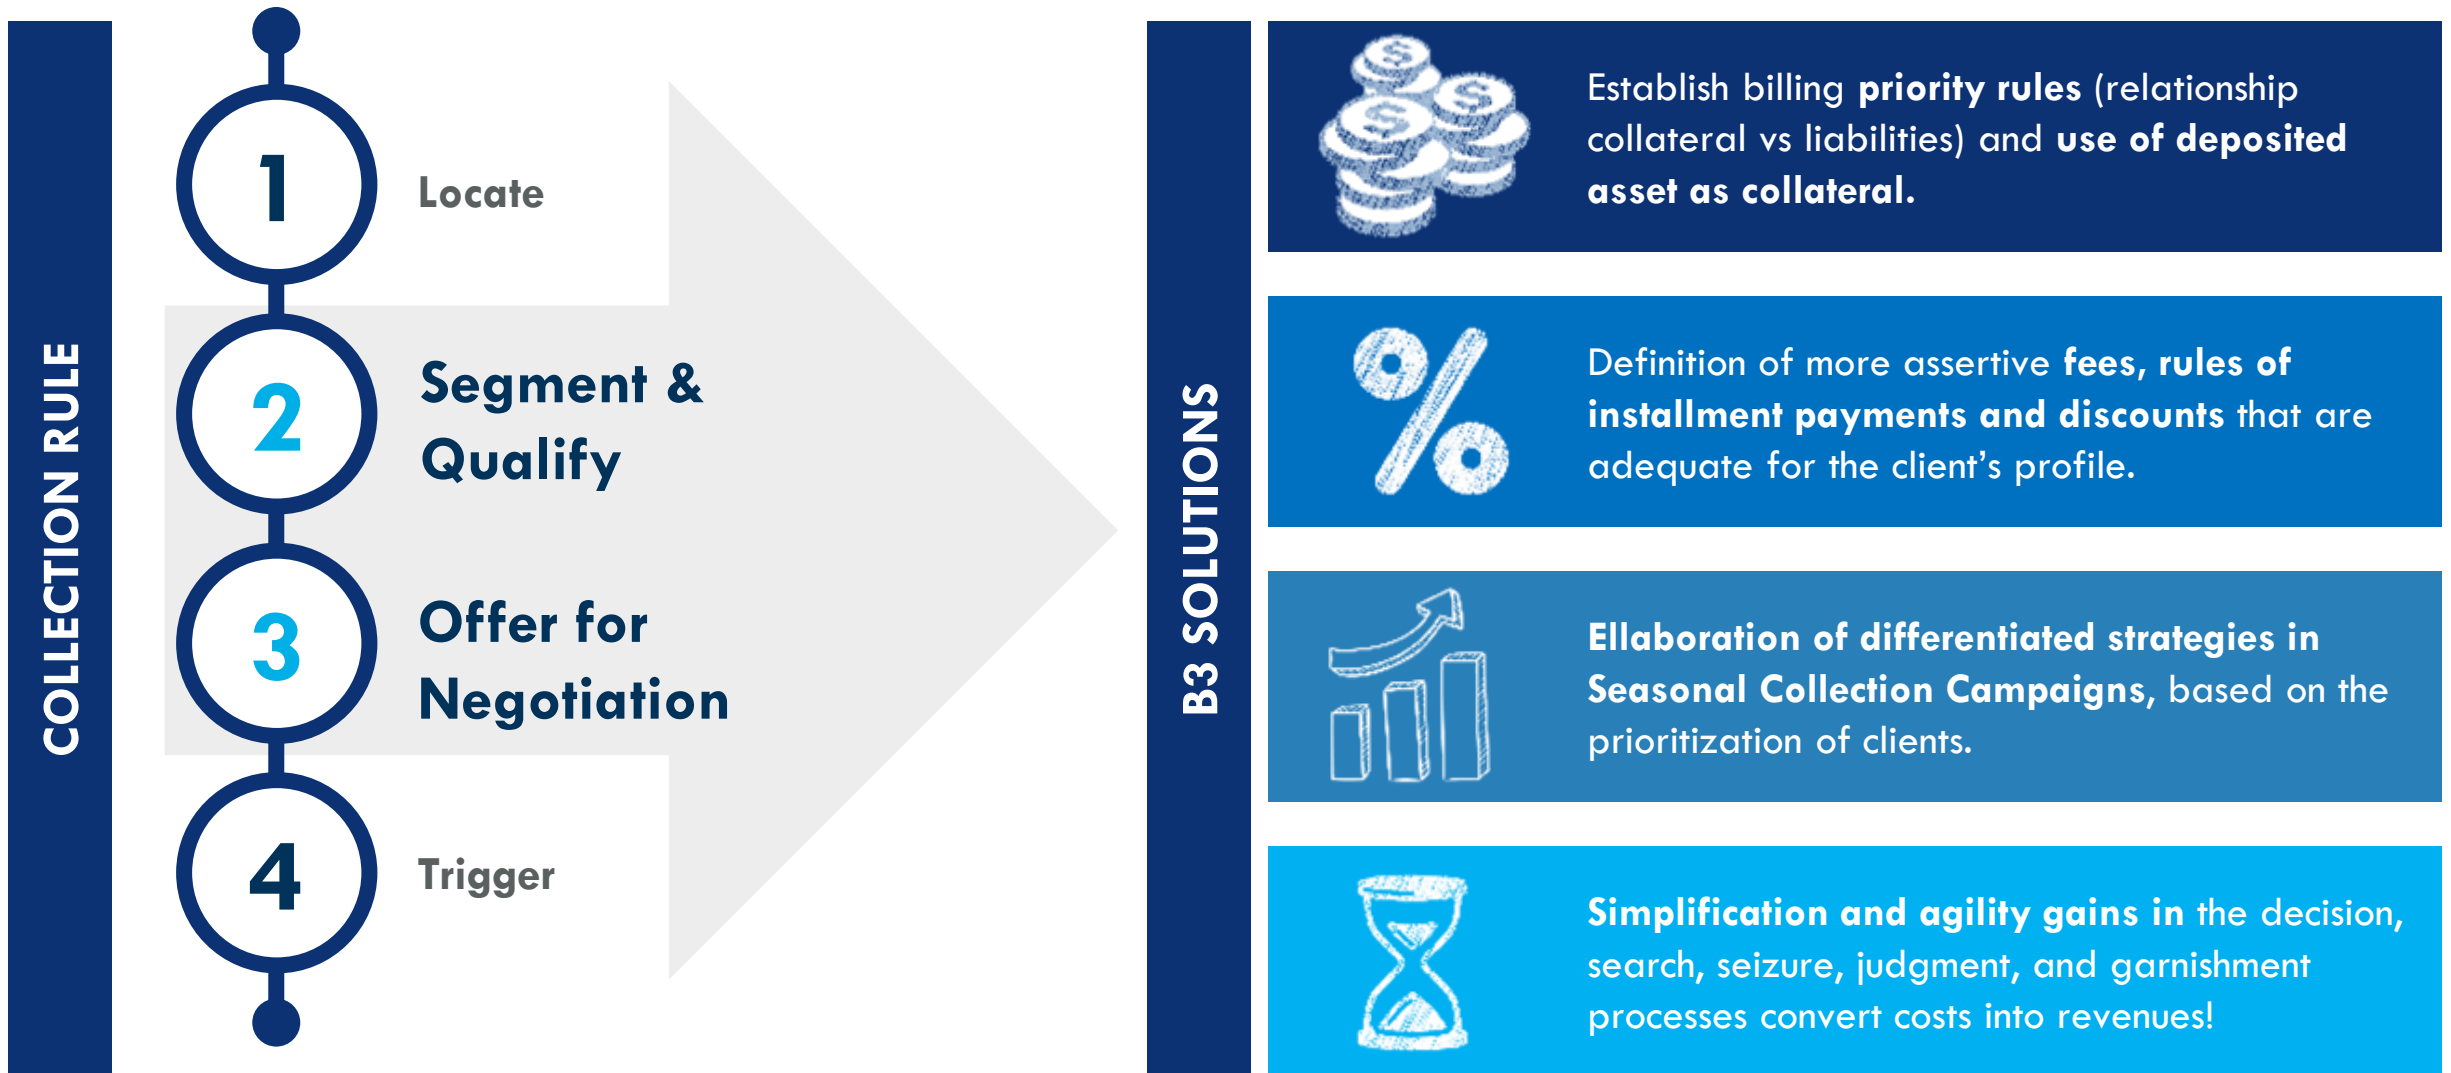 COLLECTION RULE
1
Locate
2
Segment &
Qualify
3
Offer for
Negotiation
4
Trigger
B3 SOLUTIONS
Establish billing priority rules (relationship
collateral vs liabilities) and use of deposited
asset as collateral.
Definition of more assertive fees, rules of
installment payments and discounts that are
adequate for the client’s profile.
Ellaboration of differentiated strategies in
Seasonal Collection Campaigns, based on the
prioritization of clients.
Simplification and agility gains in the decision,
search, seizure, judgment, and garnishment
processes convert costs into revenues!